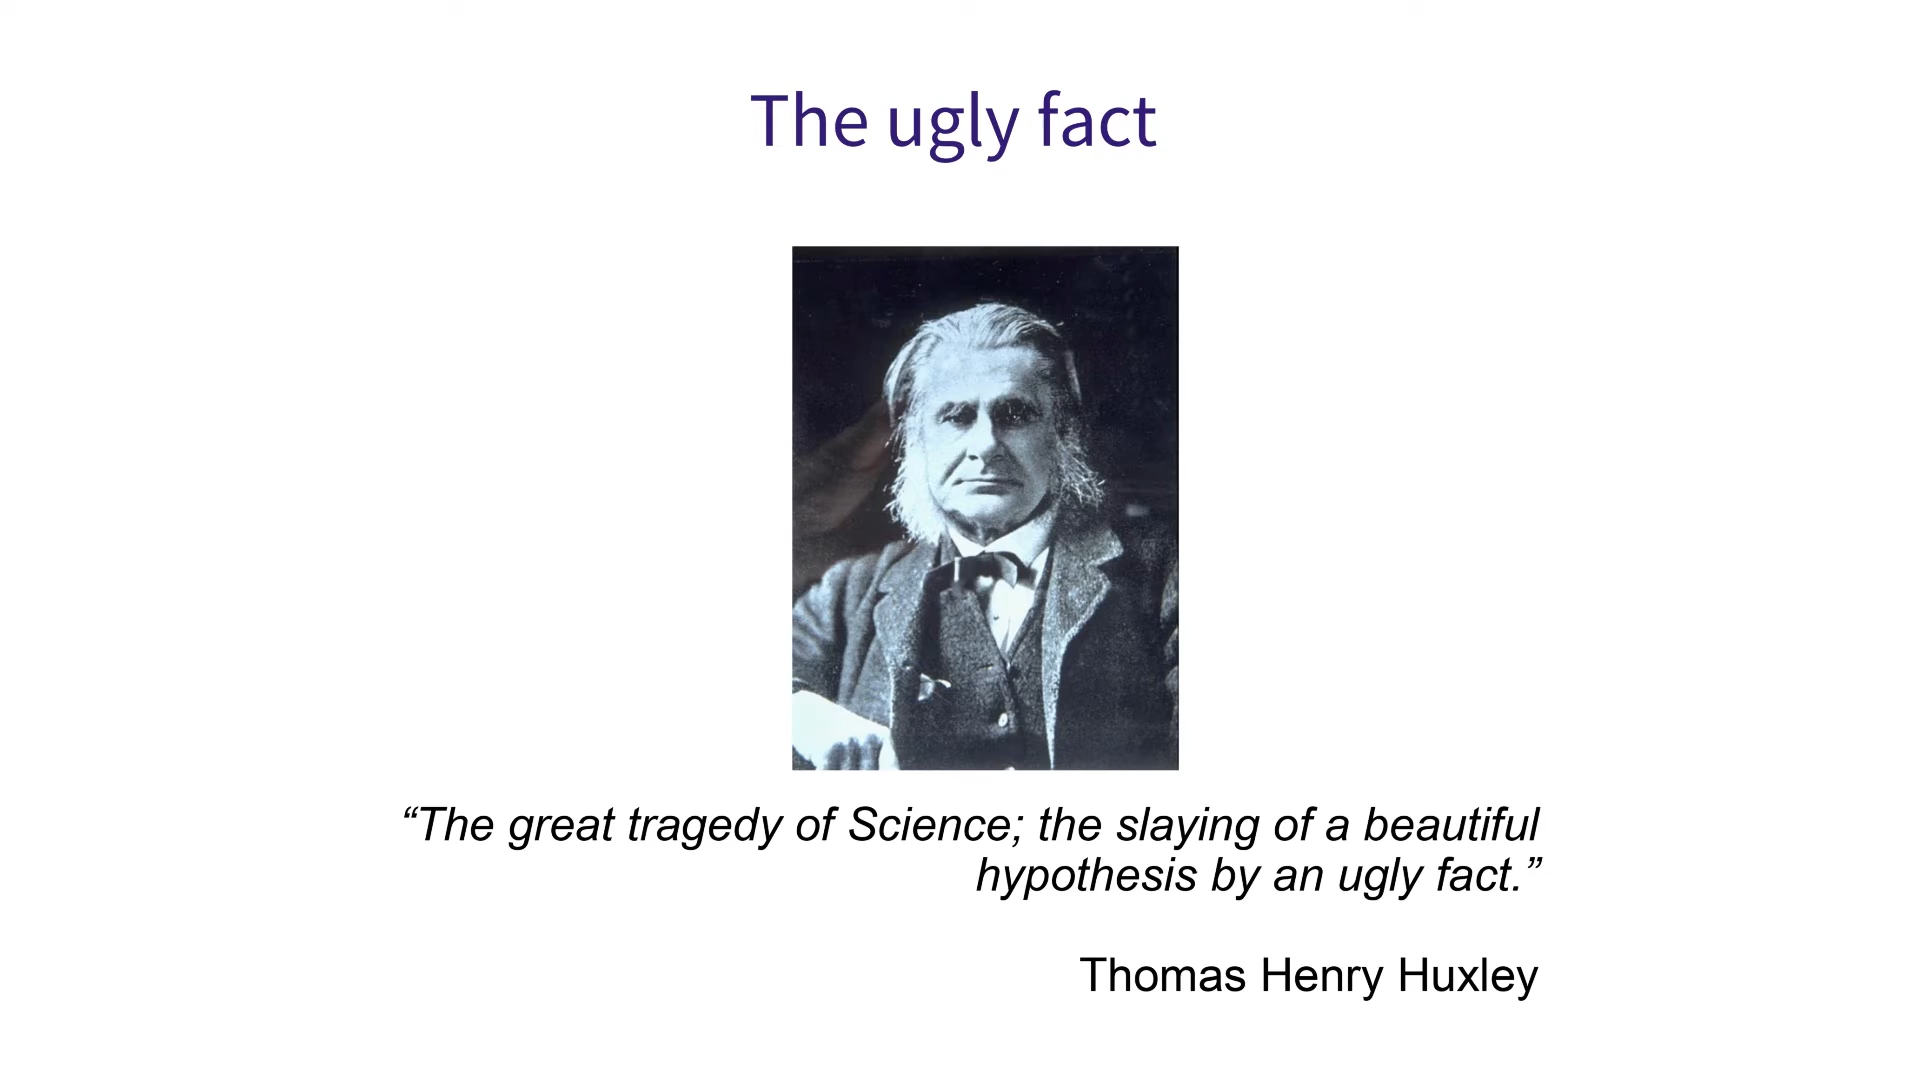 The ugly fact
“The great tragedy of Science; the slaying of a beautiful
hypothesis by an ugly fact.”
Thomas Henry Huxley